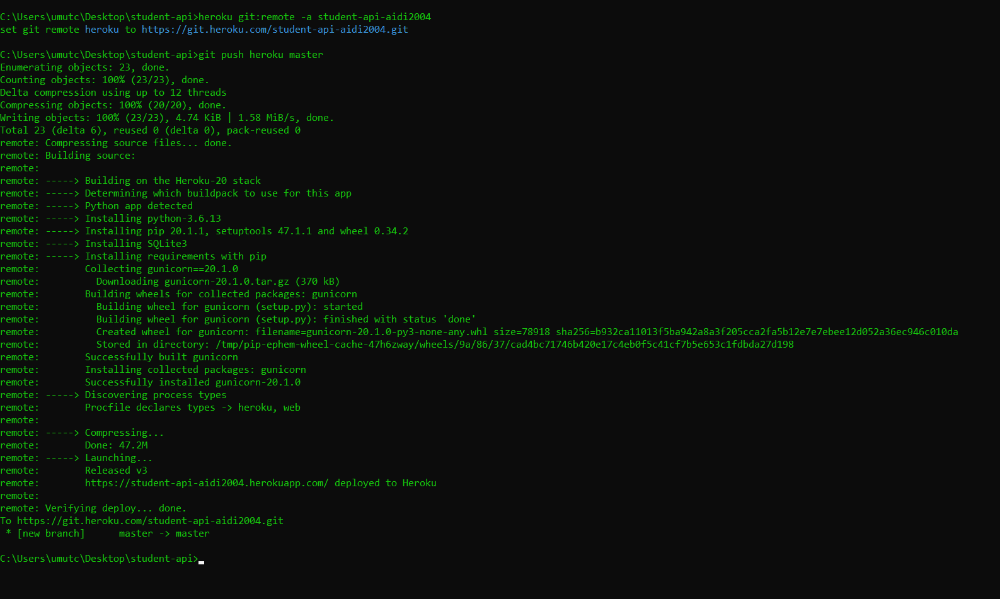 C:\Users\umutc\Desktop\student-api>heroku git:remote -a student-api-aidi2004
set git remote heroku to https://git.heroku.com/student-api-aidi2004.git
C:\Users\umutc\Desktop\student-api>git push heroku master
Enumerating objects: 23, done.
Counting objects: 100% (23/23), done.
Delta compression using up to 12 threads
Compressing objects: 100% (20/20), done.
Writing objects: 100% (23/23), 4.74 KiB | 1.58 MiB/s, done.
Total 23 (delta 6), reused 0 (delta 0), pack-reused 0
remote: Compressing source files... done.
remote: Building source:
remote:
remote: -----> Building on the Heroku-20 stack
remote: -----> Determining which buildpack to use for this app
remote: -----> Python app detected
remote: -----> Installing python-3.6.13
remote: -----> Installing pip 20.1.1, setuptools 47.1.1 and wheel 0.34.2
remote: -----> Installing SQLite3
remote: -----> Installing requirements with pip
remote:        Collecting gunicorn==20.1.0
remote:          Downloading gunicorn-20.1.0.tar.gz (370 kB)
remote:        Building wheels for collected packages: gunicorn
remote:          Building wheel for gunicorn (setup.py): started
remote:          Building wheel for gunicorn (setup.py): finished with status 'done'
remote:          Created wheel for gunicorn: filename=gunicorn-20.1.0-py3-none-any.whl size=78918 sha256=b932ca11013f5ba942a8a3f205cca2fa5b12e7e7ebee12d052a36ec946c010da
remote:          Stored in directory: /tmp/pip-ephem-wheel-cache-47h6zway/wheels/9a/86/37/cad4bc71746b420e17c4eb0f5c41cf7b5e653c1fdbda27d198
remote:        Successfully built gunicorn
remote:        Installing collected packages: gunicorn
remote:        Successfully installed gunicorn-20.1.0
remote: -----> Discovering process types
remote:        Procfile declares types -> heroku, web
remote:
remote: -----> Compressing...
remote:        Done: 47.2M
remote: -----> Launching...
remote:        Released v3
remote:        https://student-api-aidi2004.herokuapp.com/ deployed to Heroku
remote:
remote: Verifying deploy... done.
To https://git.heroku.com/student-api-aidi2004.git
 * [new branch]      master -> master
C:\Users\umutc\Desktop\student-api>